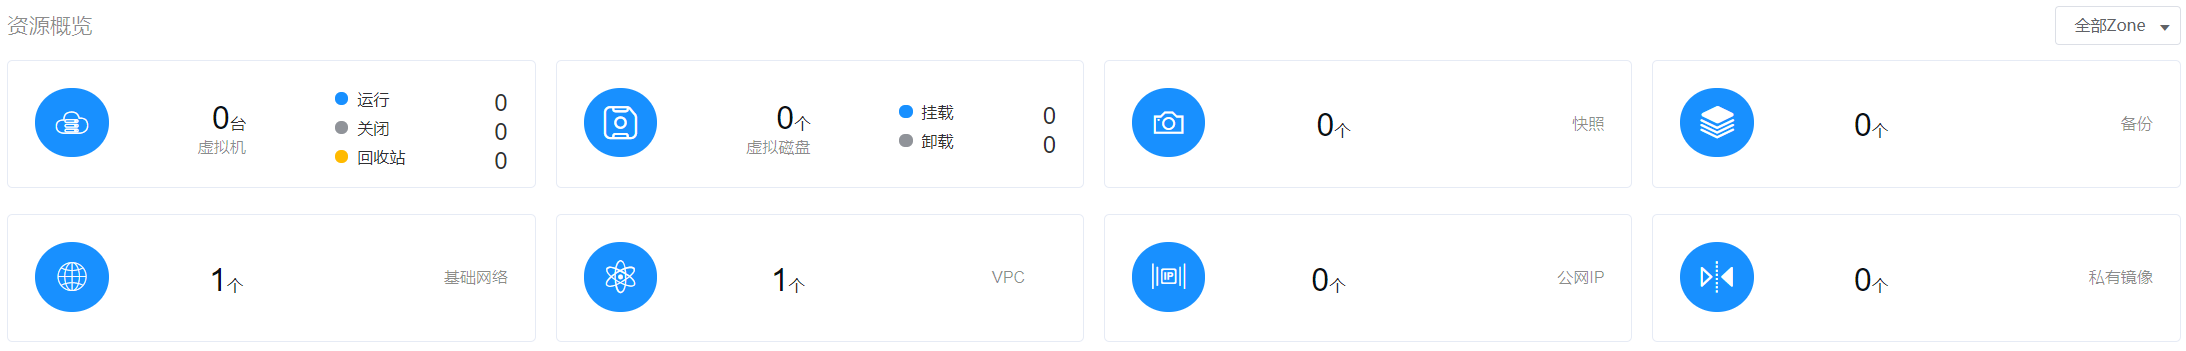 资源概览
全部Zone
0台
虚拟机
运行 0
关闭 0
回收站 0
0个
虚拟磁盘
挂载 0
卸载 0
0个 快照
0个 备份
1个 基础网络
1个 VPC
IP
0个 公网IP
0个 私有镜像